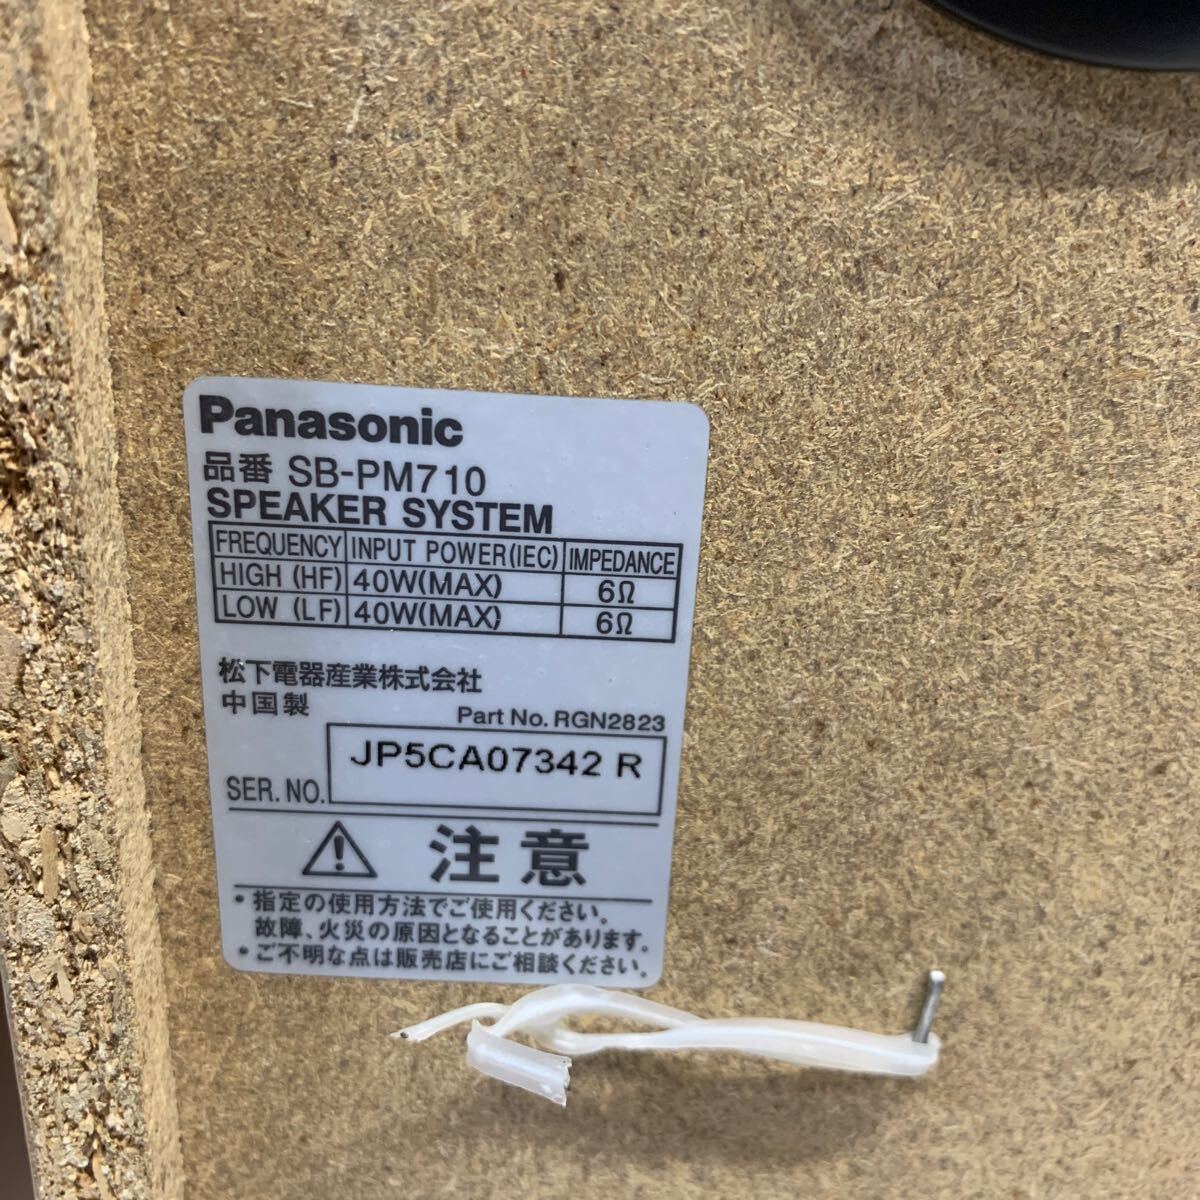 Panasonic
品番 SB-PM710
SPEAKER SYSTEM
FREQUENCY INPUT POWER(IEC) IMPEDANCE
HIGH (HF) 40W(MAX) 6Ω
LOW (LF) 40W(MAX) 6Ω
松下電器産業株式会社
中国製
Part No. RGN2823
JP5CA07342 R
SER. NO.
注意
・指定の使用方法でご使用ください。
故障、火災の原因となることがあります。
・ご不明な点は販売店にご相談ください。